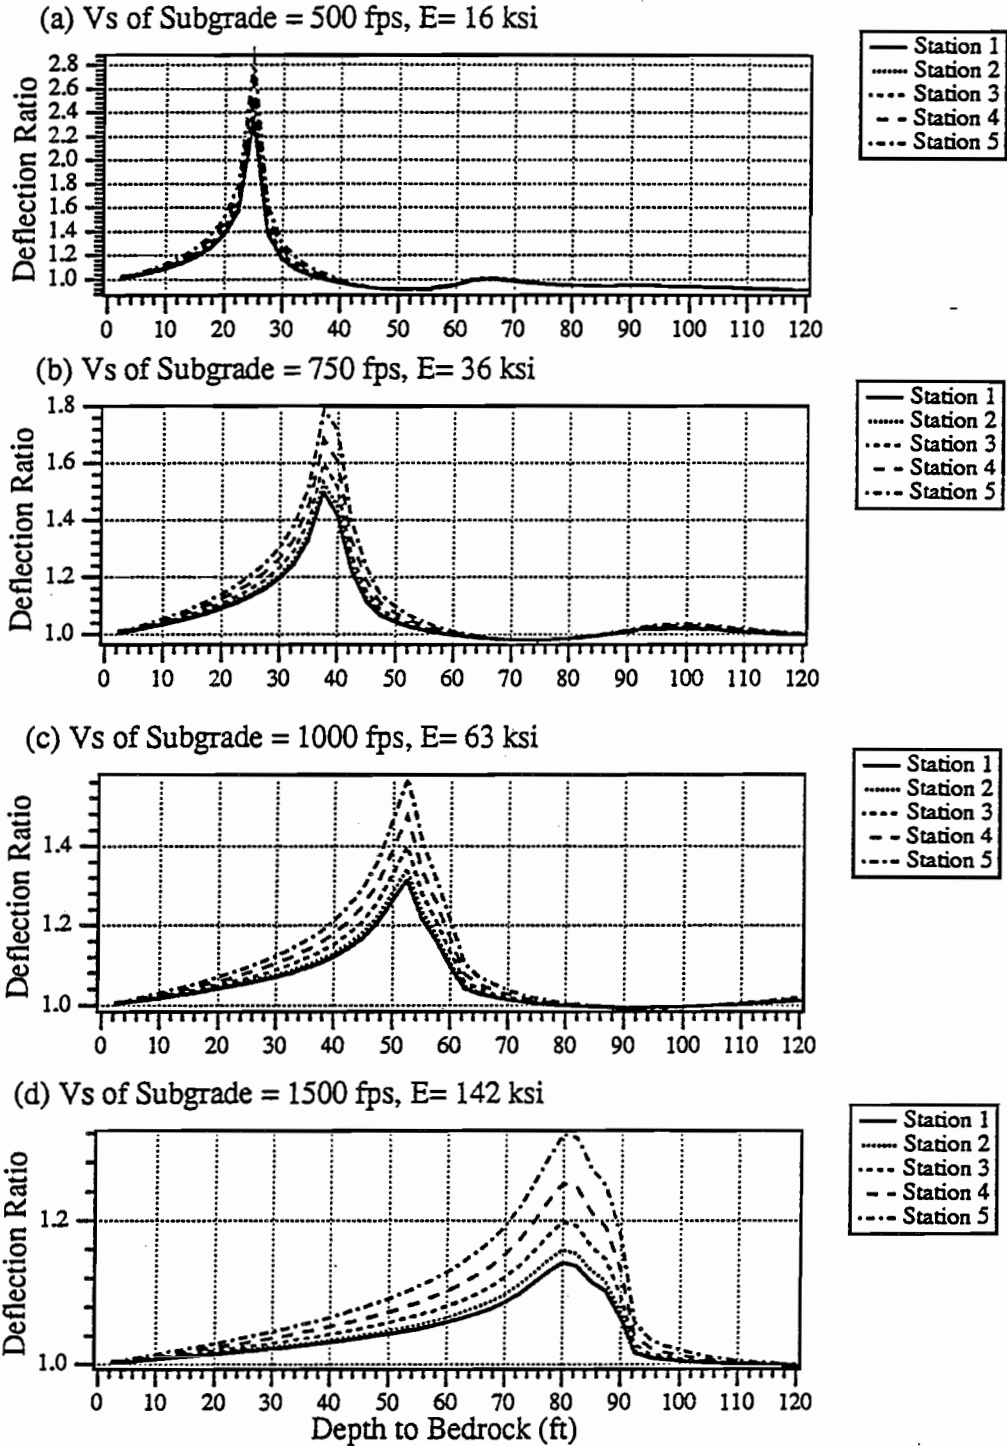 (a) Vs of Subgrade = 500 fps, E= 16 ksi
Deflection Ratio
2.8
2.6
2.4
2.2
2.0
1.8
1.6
1.4
1.2
1.0
0 10 20 30 40 50 60 70 80 90 100 110 120
Station 1
Station 2
Station 3
Station 4
Station 5
(b) Vs of Subgrade = 750 fps, E= 36 ksi
Deflection Ratio
1.8
1.6
1.4
1.2
1.0
0 10 20 30 40 50 60 70 80 90 100 110 120
Station 1
Station 2
Station 3
Station 4
Station 5
(c) Vs of Subgrade = 1000 fps, E= 63 ksi
Deflection Ratio
1.4
1.2
1.0
0 10 20 30 40 50 60 70 80 90 100 110 120
Station 1
Station 2
Station 3
Station 4
Station 5
(d) Vs of Subgrade = 1500 fps, E= 142 ksi
Deflection Ratio
1.2
1.0
0 10 20 30 40 50 60 70 80 90 100 110 120
Depth to Bedrock (ft)
Station 1
Station 2
Station 3
Station 4
Station 5